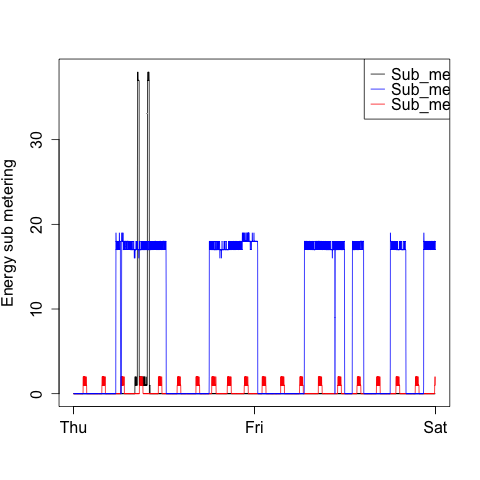 Sub_me
Sub_me
Sub_me
Energy sub metering
30
20
10
0
Thu Fri Sat